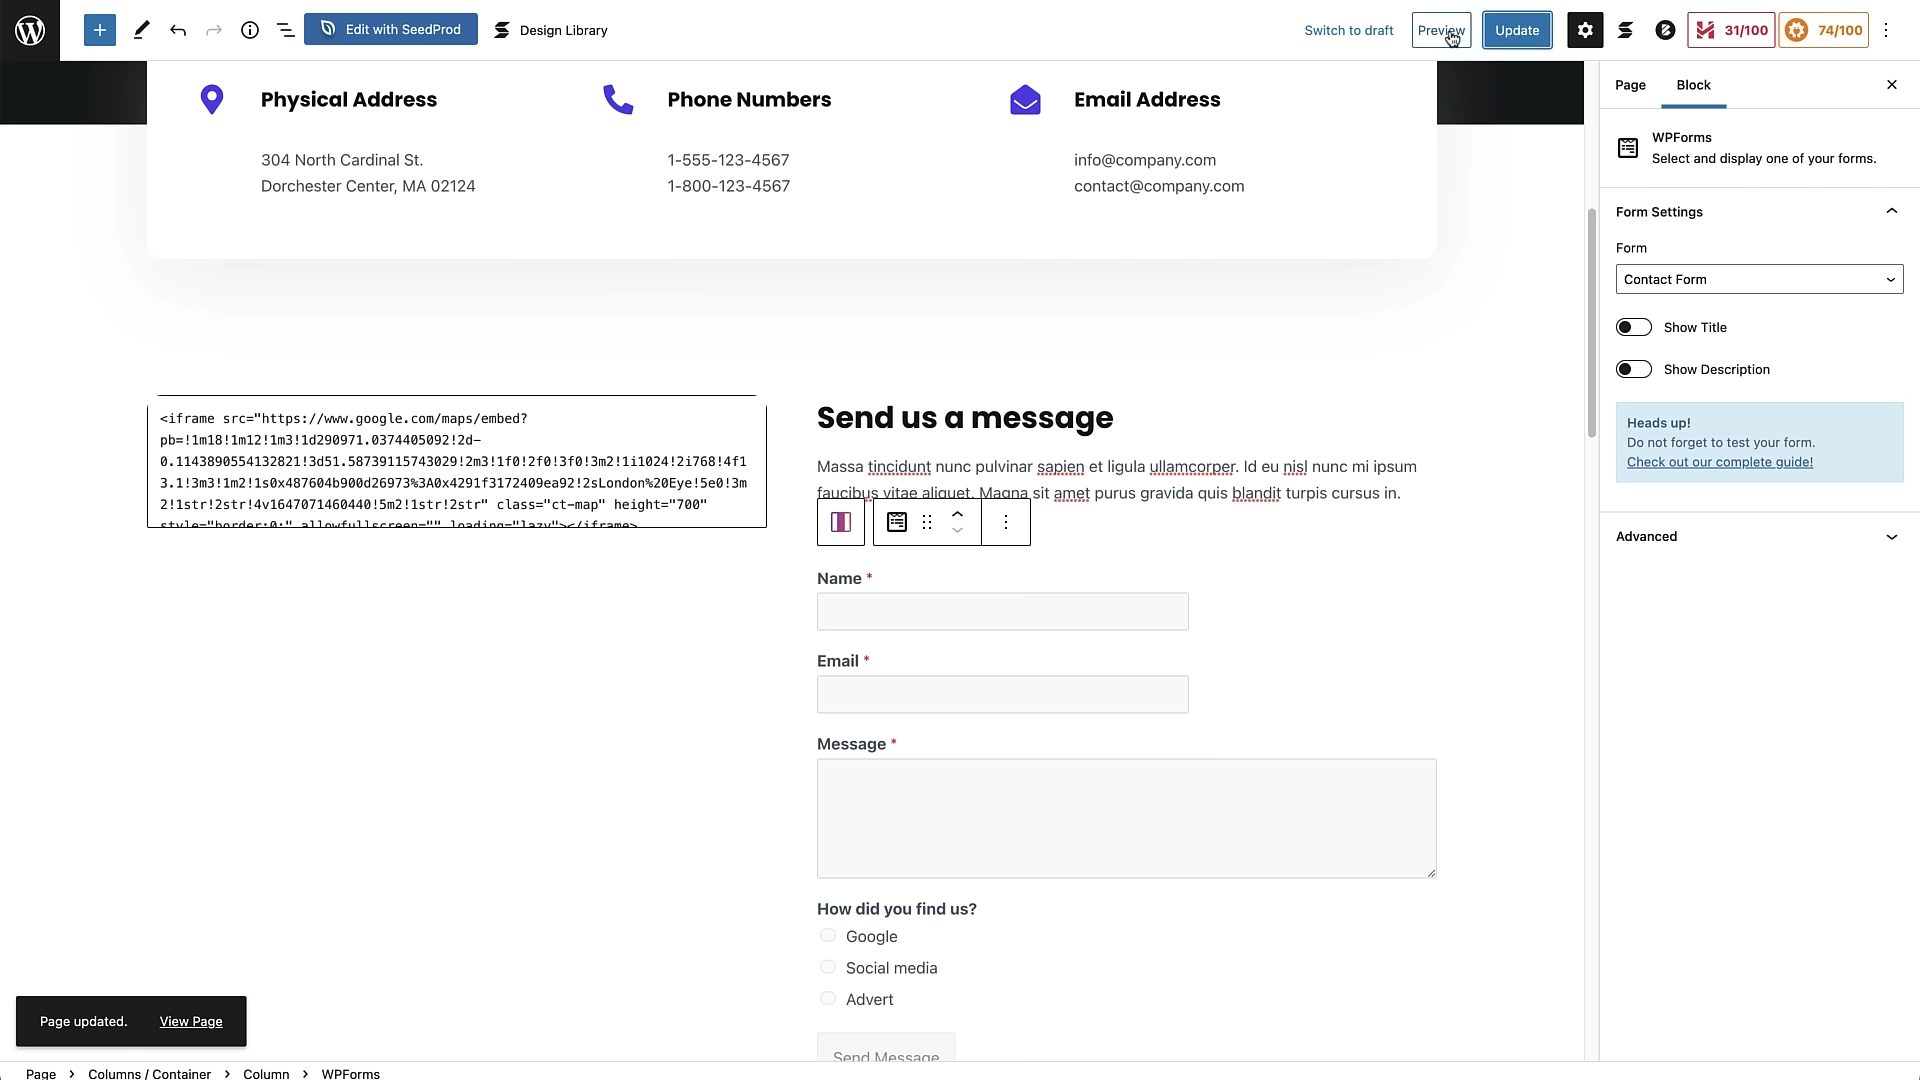 Edit with SeedProd
Design Library
Switch to draft
Preview
Update
31/100
74/100
Physical Address
304 North Cardinal St.
Dorchester Center, MA 02124
Phone Numbers
1-555-123-4567
1-800-123-4567
Email Address
info@company.com
contact@company.com
<iframe src="https://www.google.com/maps/embed?
pb=!1m18!1m12!1m3!1d290971.0374405092!2d-
0.1143890554132821!3d51.58739115743029!2m3!1f0!2f0!3f0!3m2!1i1024!2i768!4f1
3.1!3m3!1m2!1s0x487604b900d26973%3A0x4291f3172409ea92!2sLondon%20Eye!5e0!3m
2!1str!2str!4v1647071460440!5m2!1str!2str" class="ct-map" height="700"
style="border:0;" allowfullscreen="" loading="lazy"></iframe>
Send us a message
Massa tincidunt nunc pulvinar sapien et ligula ullamcorper. Id eu nisl nunc mi ipsum
faucibus vitae aliquet. Magna sit amet purus gravida quis blandit turpis cursus in.
Name *
Email *
Message *
How did you find us?
Google
Social media
Advert
Send Message
Page
Block
WPForms
Select and display one of your forms.
Form Settings
Form
Contact Form
Show Title
Show Description
Heads up!
Do not forget to test your form.
Check out our complete guide!
Advanced
Page updated.
View Page
Page > Columns / Container > Column > WPForms